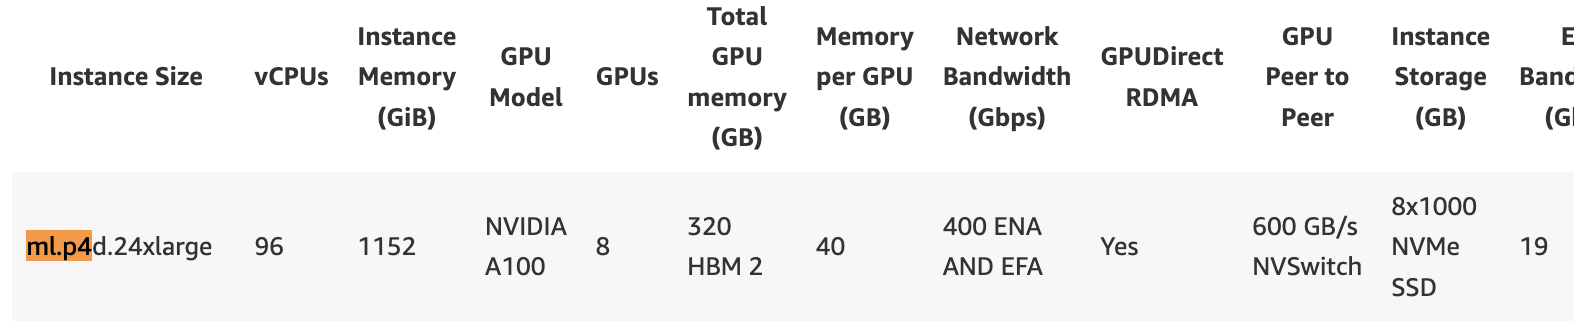 Instance Size
vCPUs
Instance
Memory
(GiB)
GPU
Model
GPUs
Total
GPU
memory
(GB)
Memory
per GPU
(GB)
Network
Bandwidth
(Gbps)
GPUDirect
RDMA
GPU
Peer to
Peer
Instance
Storage
(GB)
ml.p4d.24xlarge
96
1152
NVIDIA
A100
8
320
HBM 2
40
400 ENA
AND EFA
Yes
600 GB/s
NVSwitch
8x1000
NVMe
SSD
19